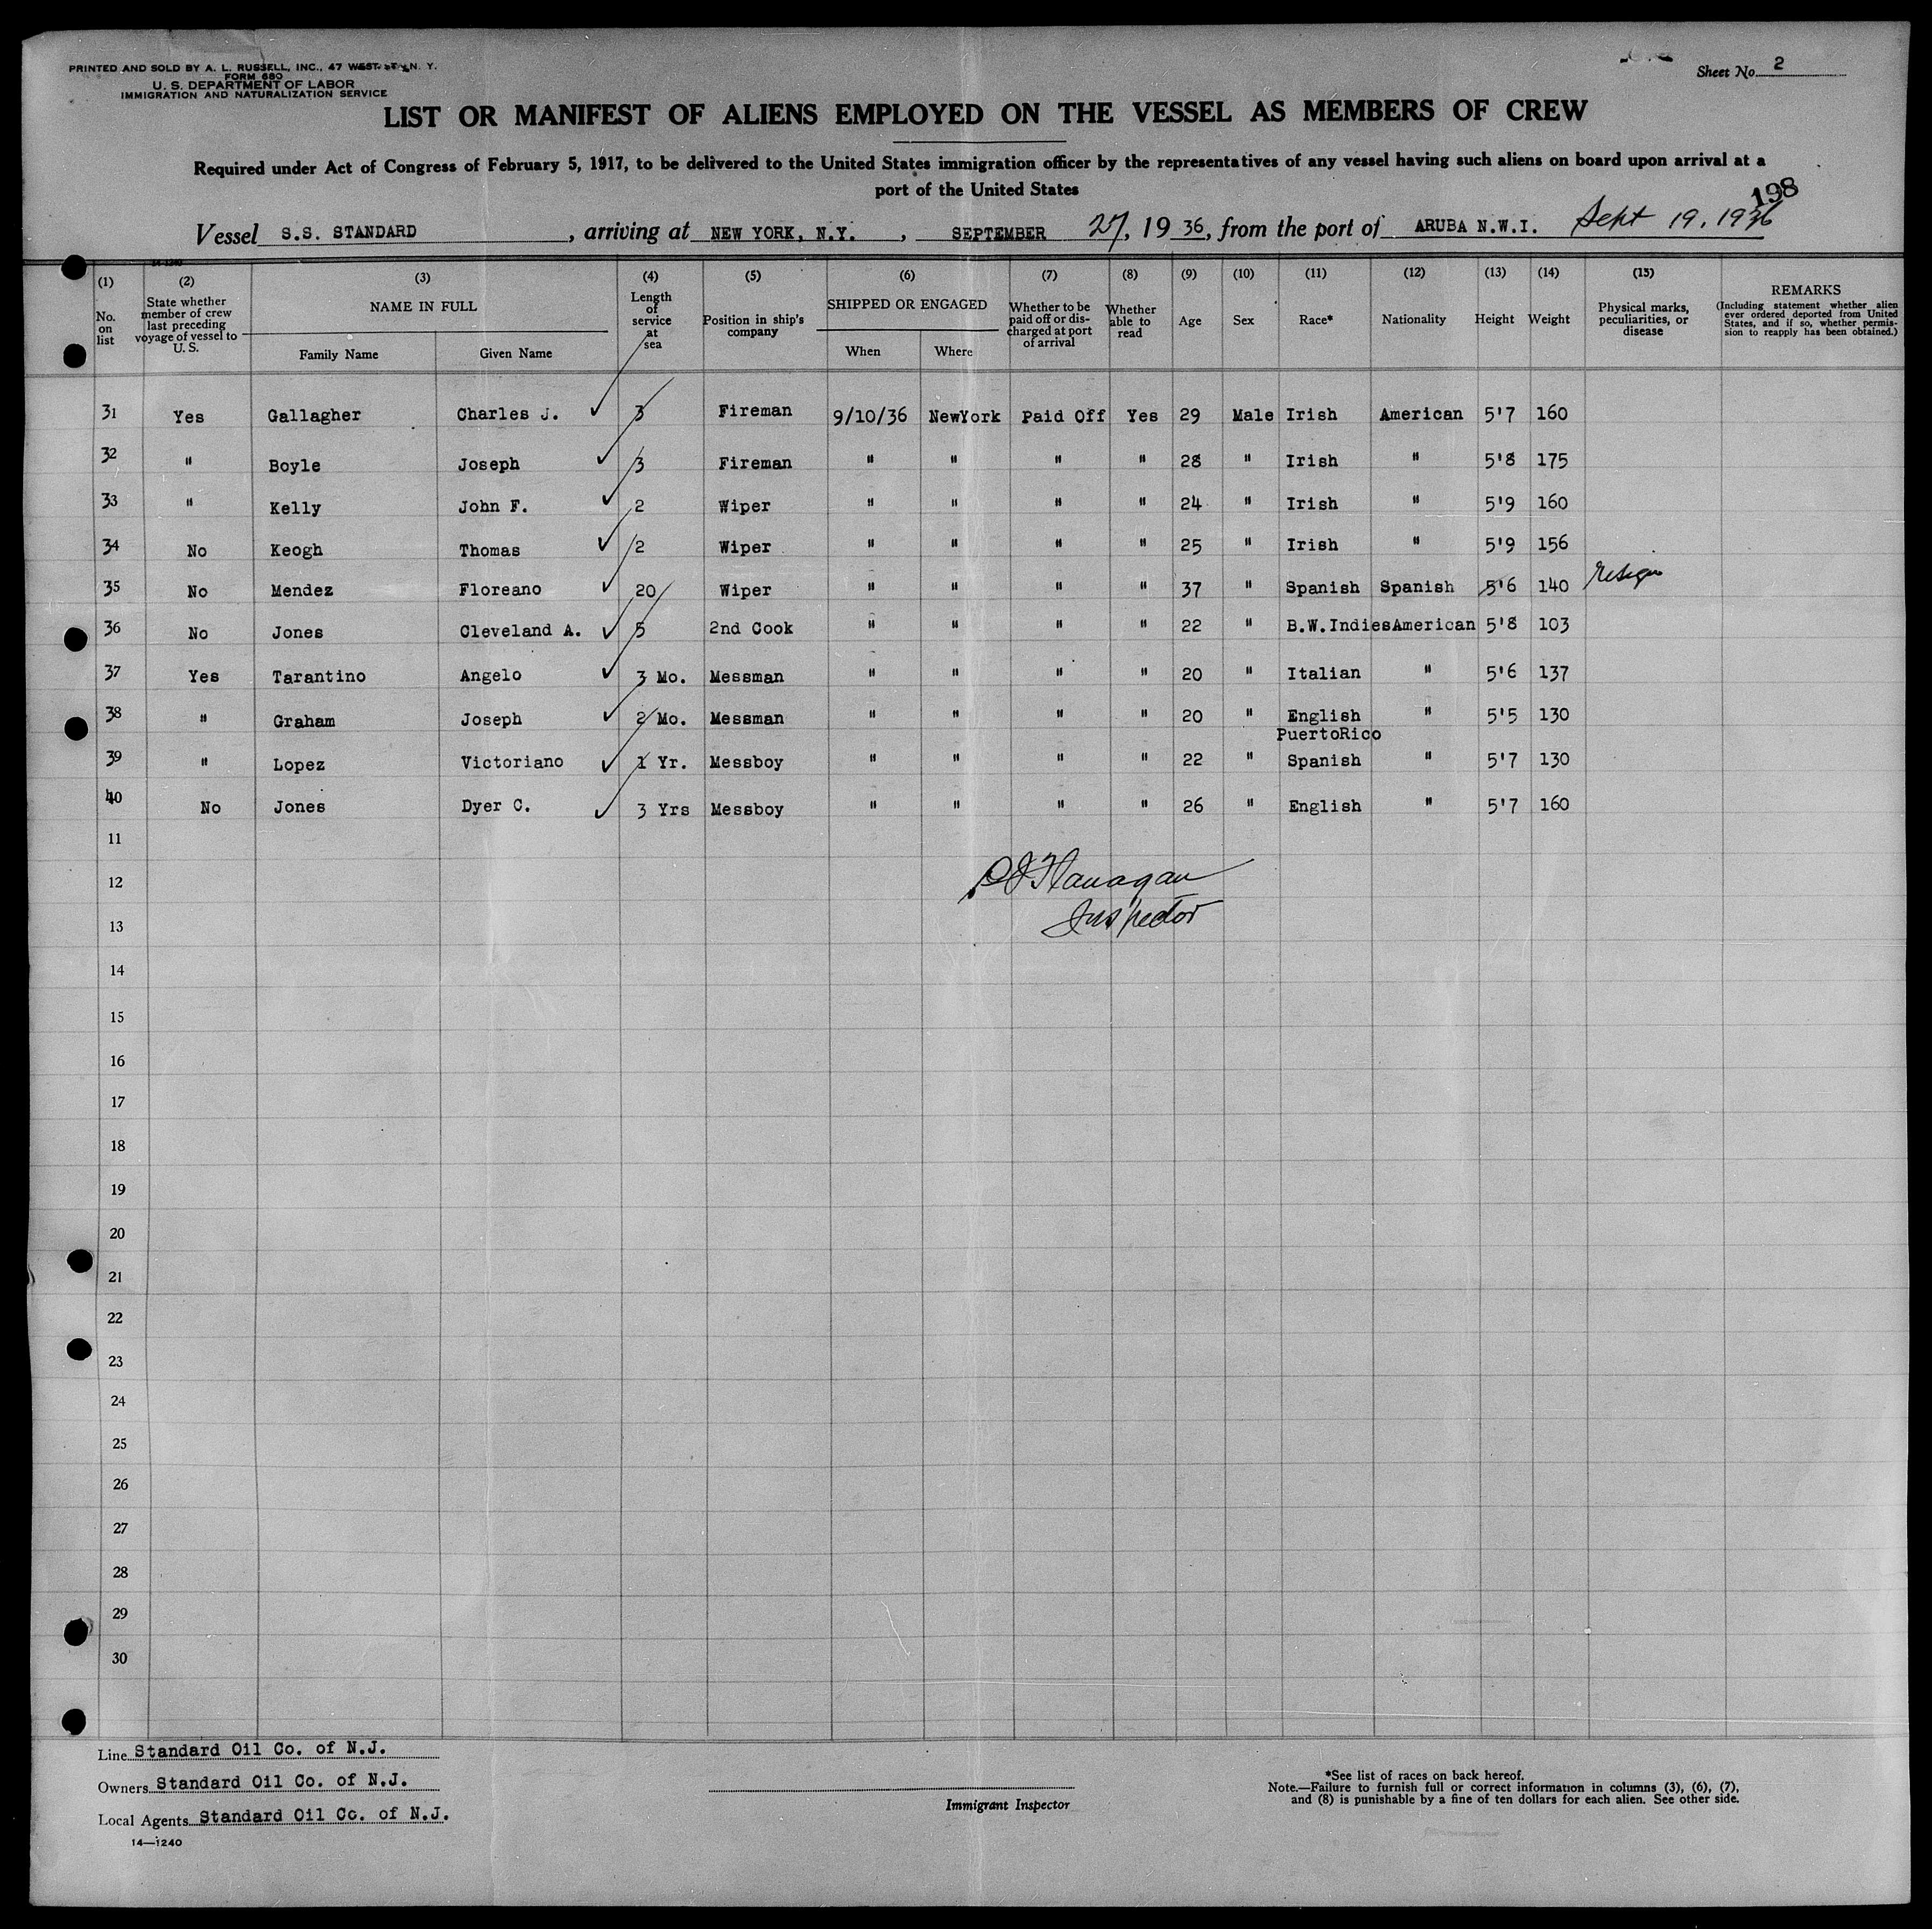 PRINTED AND SOLD BY A. L. RUSSELL, INC., 47 WEST ST., N. Y.
FORM 680
U. S. DEPARTMENT OF LABOR
IMMIGRATION AND NATURALIZATION SERVICE
Sheet No. 2
LIST OR MANIFEST OF ALIENS EMPLOYED ON THE VESSEL AS MEMBERS OF CREW
Required under Act of Congress of February 5, 1917, to be delivered to the United States immigration officer by the representatives of any vessel having such aliens on board upon arrival at a
port of the United States
198
Vessel S.S. STANDARD, arriving at NEW YORK, N.Y., SEPTEMBER 27, 1936, from the port of ARUBA N.W.I. Sept 19, 1936
14-1240
(1) (2) (3) (4) (5) (6) (7) (8) (9) (10) (11) (12) (13) (14) (15)
No. on list
State whether member of crew last preceding voyage of vessel to U. S.
NAME IN FULL
Family Name Given Name
Length of service at sea
Position in ship's company
SHIPPED OR ENGAGED
When Where
Whether to be paid off or discharged at port of arrival
Whether able to read
Age Sex Race* Nationality Height Weight
Physical marks, peculiarities, or disease
REMARKS
(Including statement whether alien ever ordered deported from United States, and if so, whether permission to reapply has been obtained.)
31 Yes Gallagher Charles J. ✓ 3 Fireman 9/10/36 NewYork Paid Off Yes 29 Male Irish American 5'7 160
32 " Boyle Joseph ✓ 3 Fireman " " " " 28 " Irish " 5'8 175
33 " Kelly John F. ✓ 2 Wiper " " " " 24 " Irish " 5'9 160
34 No Keogh Thomas ✓ 2 Wiper " " " " 25 " Irish " 5'9 156
35 No Mendez Floreano ✓ 20 Wiper " " " " 37 " Spanish Spanish 5'6 140
36 No Jones Cleveland A. ✓ 5 2nd Cook " " " " 22 " B.W.Indies American 5'8 103
37 Yes Tarantino Angelo ✓ 3 Mo. Messman " " " " 20 " Italian " 5'6 137
38 " Graham Joseph ✓ 2 Mo. Messman " " " " 20 " English " 5'5 130
PuertoRico
39 " Lopez Victoriano ✓ 1 Yr. Messboy " " " " 22 " Spanish " 5'7 130
40 No Jones Dyer C. ✓ 3 Yrs Messboy " " " " 26 " English " 5'7 160
11
12 PJ Flanagan
13 Inspector
14
15
16
17
18
19
20
21
22
23
24
25
26
27
28
29
30
Line Standard Oil Co. of N.J.
Owners Standard Oil Co. of N.J.
Local Agents Standard Oil Co. of N.J.
14—1240
Immigrant Inspector
*See list of races on back hereof.
Note.—Failure to furnish full or correct information in columns (3), (6), (7),
and (8) is punishable by a fine of ten dollars for each alien. See other side.